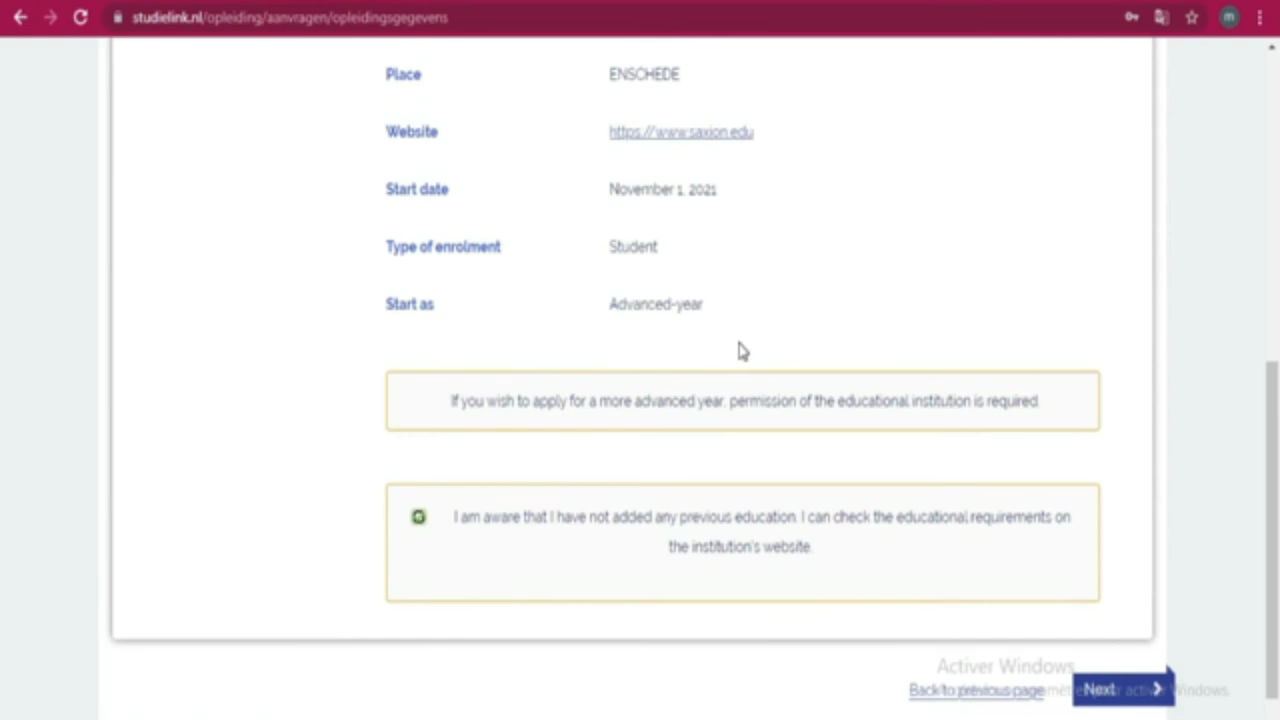 studielink.nl/opleiding/aanvragen/opleidingsgegevens
m
Place ENSCHEDE
Website https://www.saxion.edu
Start date November 1, 2021
Type of enrolment Student
Start as Advanced-year
If you wish to apply for a more advanced year, permission of the educational institution is required.
I am aware that I have not added any previous education. I can check the educational requirements on
the institution's website.
Activer Windows
Back to previous page
Next
activer Windows.